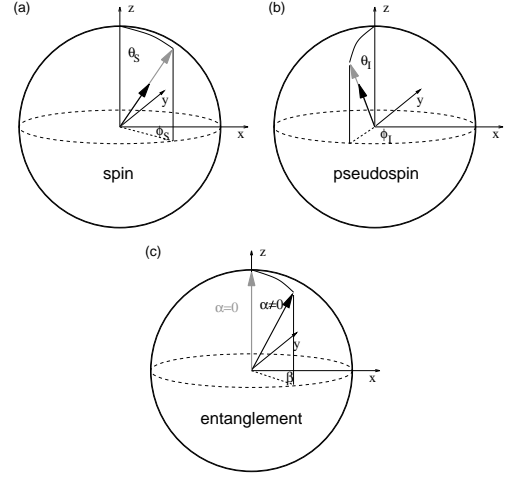 (a)
z
θS
y
x
ϕS
spin
(b)
z
θI
y
x
ϕI
pseudospin
(c)
z
α=0
α≠0
y
x
β
entanglement